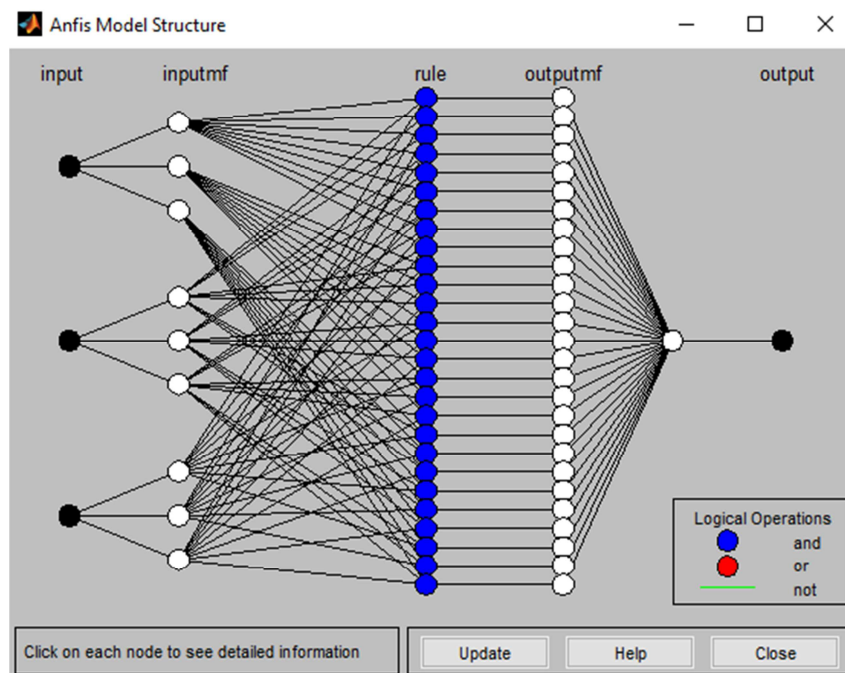 Anfis Model Structure
input inputmf rule outputmf output
Logical Operations
and
or
not
Click on each node to see detailed information
Update Help Close